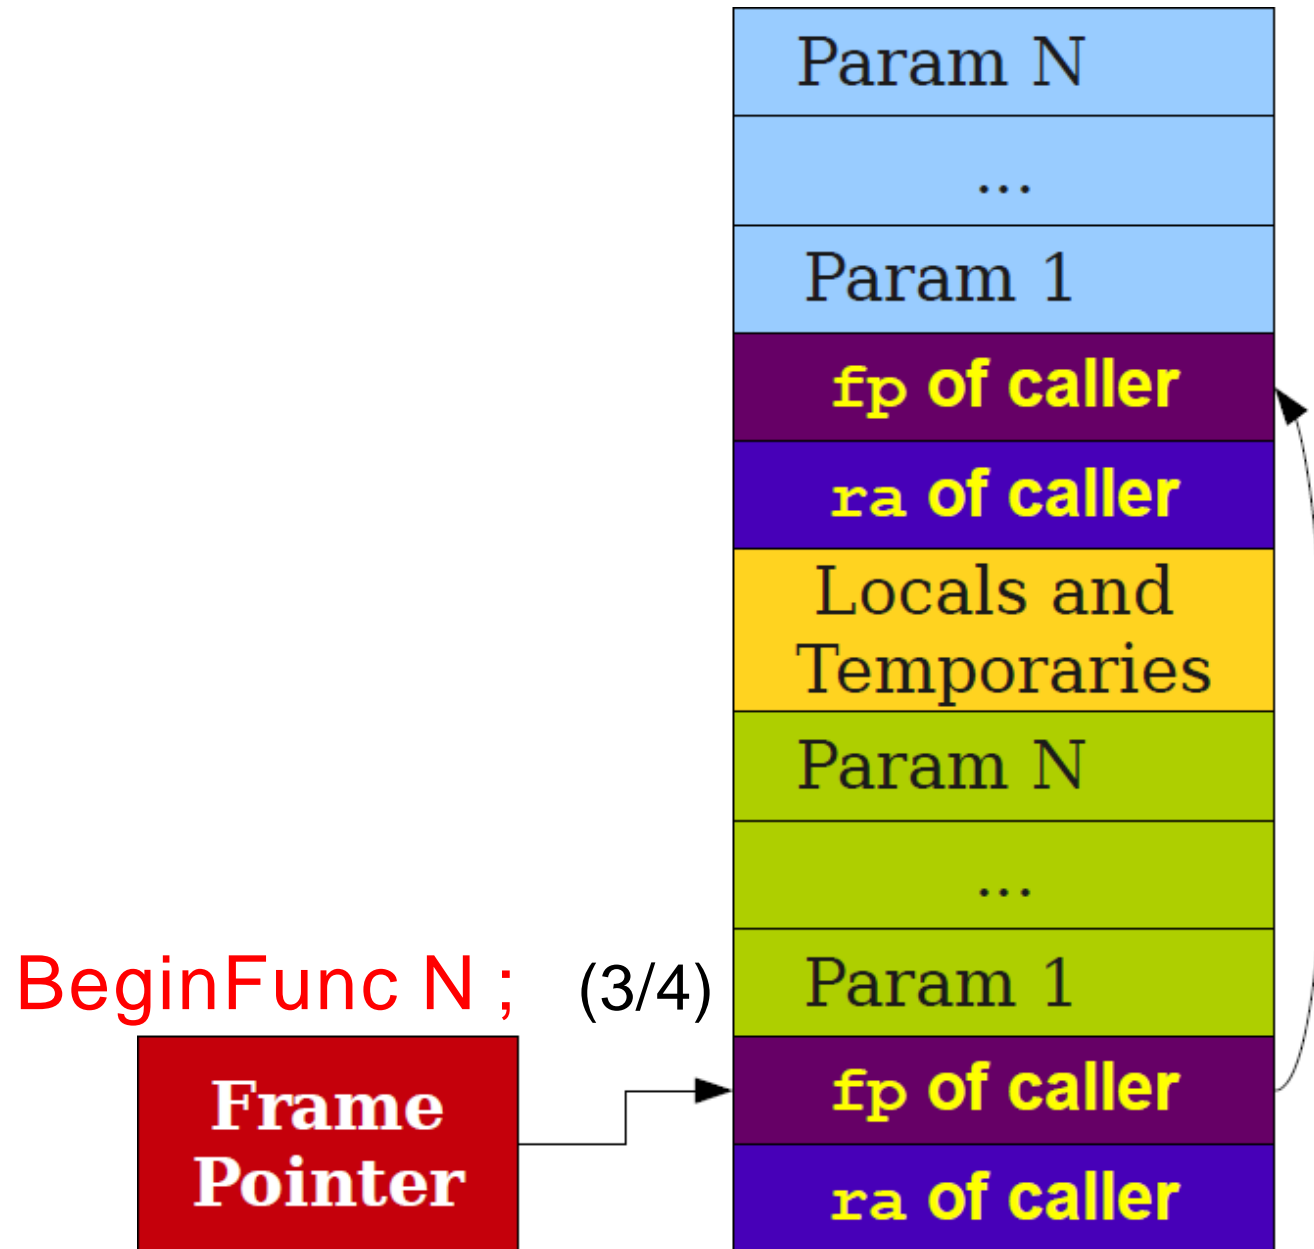 Param N
...
Param 1
fp of caller
ra of caller
Locals and
Temporaries
Param N
...
BeginFunc N ; (3/4)
Param 1
Frame
Pointer
fp of caller
ra of caller